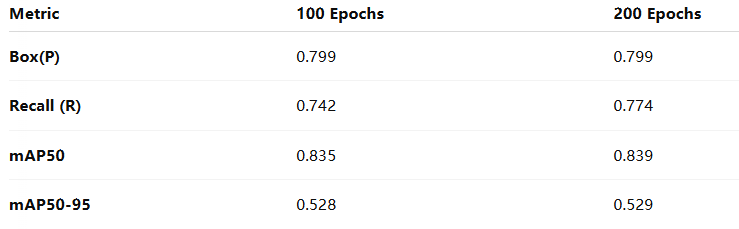 Metric 100 Epochs 200 Epochs
Box(P) 0.799 0.799
Recall (R) 0.742 0.774
mAP50 0.835 0.839
mAP50-95 0.528 0.529